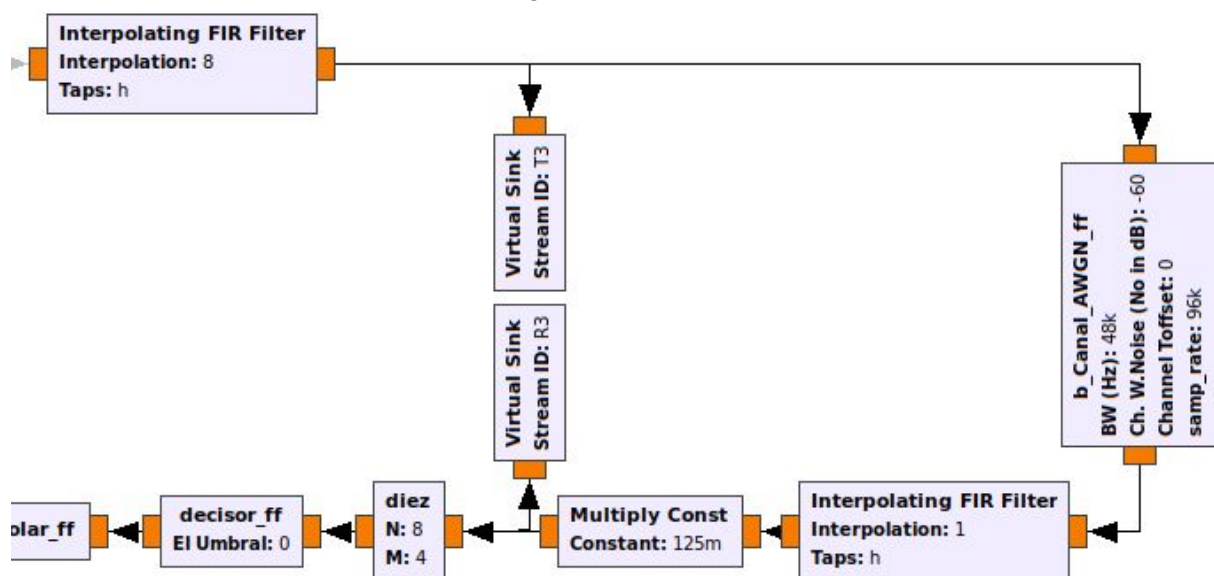 Interpolating FIR Filter
Interpolation: 8
Taps: h
Virtual Sink
Stream ID: T3
b_Canal_AWGN_ff
BW (Hz): 48k
Ch. W.Noise (No in dB): -60
Channel Toffset: 0
samp_rate: 96k
Virtual Sink
Stream ID: R3
olar_ff
decisor_ff
El Umbral: 0
diez
N: 8
M: 4
Multiply Const
Constant: 125m
Interpolating FIR Filter
Interpolation: 1
Taps: h